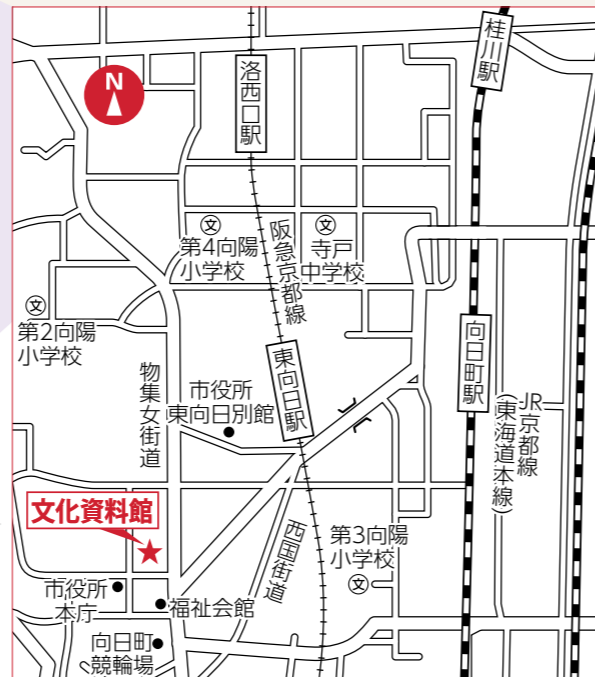 N
桂川駅
洛西口駅
文
第4向陽
小学校
文
寺戸
中学校
阪急京都線
文
第2向陽
小学校
物集女街道
市役所
東向日別館
東向日駅
向日町駅
JR京都線
(東海道本線)
文化資料館
西国街道
第3向陽
小学校
文
市役所
本庁
福祉会館
向日町
競輪場